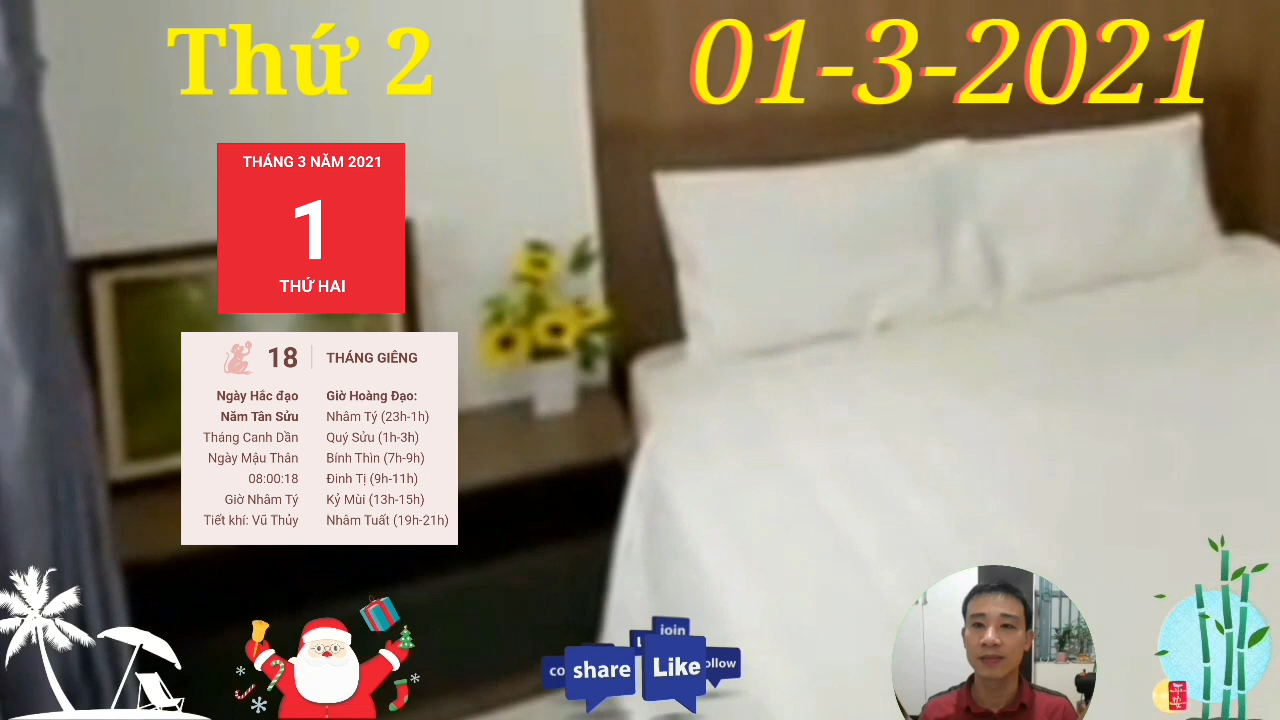 Thứ 2
01-3-2021
THÁNG 3 NĂM 2021
1
THỨ HAI
18
THÁNG GIÊNG
Ngày Hắc đạo
Năm Tân Sửu
Tháng Canh Dần
Ngày Mậu Thân
08:00:18
Giờ Nhâm Tý
Tiết khí: Vũ Thủy
Giờ Hoàng Đạo:
Nhâm Tý (23h-1h)
Quý Sửu (1h-3h)
Bính Thìn (7h-9h)
Đinh Tị (9h-11h)
Kỷ Mùi (13h-15h)
Nhâm Tuất (19h-21h)
join
share
Like
ollow